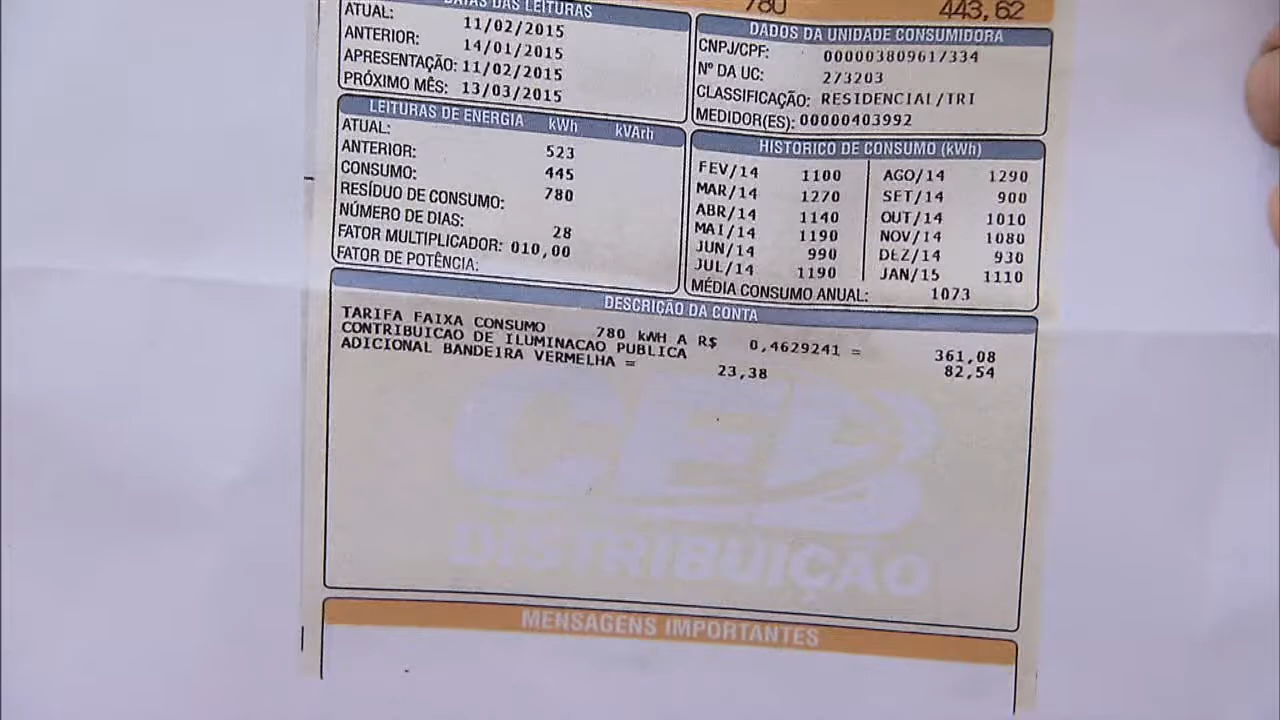 780 443,62
DATAS DAS LEITURAS
ATUAL: 11/02/2015
ANTERIOR: 14/01/2015
APRESENTAÇÃO: 11/02/2015
PRÓXIMO MÊS: 13/03/2015
DADOS DA UNIDADE CONSUMIDORA
CNPJ/CPF: 000003809617334
Nº DA UC: 273203
CLASSIFICAÇÃO: RESIDENCIAL/TRI
MEDIDOR(ES): 00000403992
LEITURAS DE ENERGIA kWh kVArh
ATUAL: 523
ANTERIOR: 445
CONSUMO: 780
RESÍDUO DE CONSUMO:
NÚMERO DE DIAS: 28
FATOR MULTIPLICADOR: 010,00
FATOR DE POTÊNCIA:
HISTÓRICO DE CONSUMO (kWh)
FEV/14 1100 AGO/14 1290
MAR/14 1270 SET/14 900
ABR/14 1140 OUT/14 1010
MAI/14 1190 NOV/14 1080
JUN/14 990 DEZ/14 930
JUL/14 1190 JAN/15 1110
MÉDIA CONSUMO ANUAL: 1073
DESCRIÇÃO DA CONTA
TARIFA FAIXA CONSUMO 780 kWH A R$ 0,4629241 = 361,08
CONTRIBUICAO DE ILUMINACAO PUBLICA 82,54
ADICIONAL BANDEIRA VERMELHA = 23,38
CEB
DISTRIBUIÇÃO
MENSAGENS IMPORTANTES